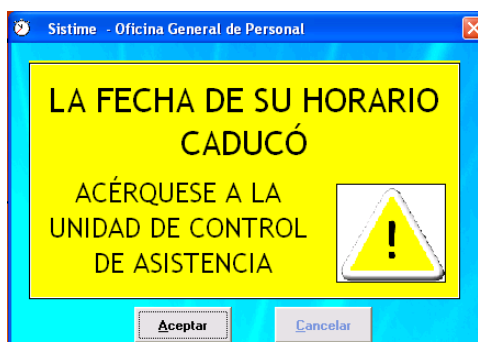 Sistime - Oficina General de Personal
LA FECHA DE SU HORARIO
CADUCÓ
ACÉRQUESE A LA
UNIDAD DE CONTROL
DE ASISTENCIA
!
Aceptar
Cancelar